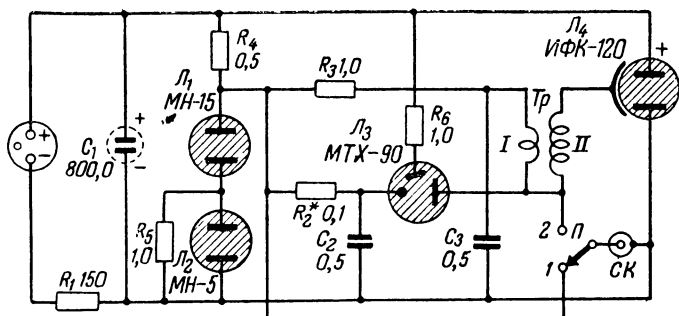 R4
0,5
Л1
МН-15
R3 1,0
Л4
ИФК-120
+
Тр
+
-
C1
800,0
+
-
Л3
МТХ-90
R6
1,0
I
II
R5
1,0
Л2
МН-5
R2* 0,1
C2
0,5
C3
0,5
2
П
1
СК
R1 150